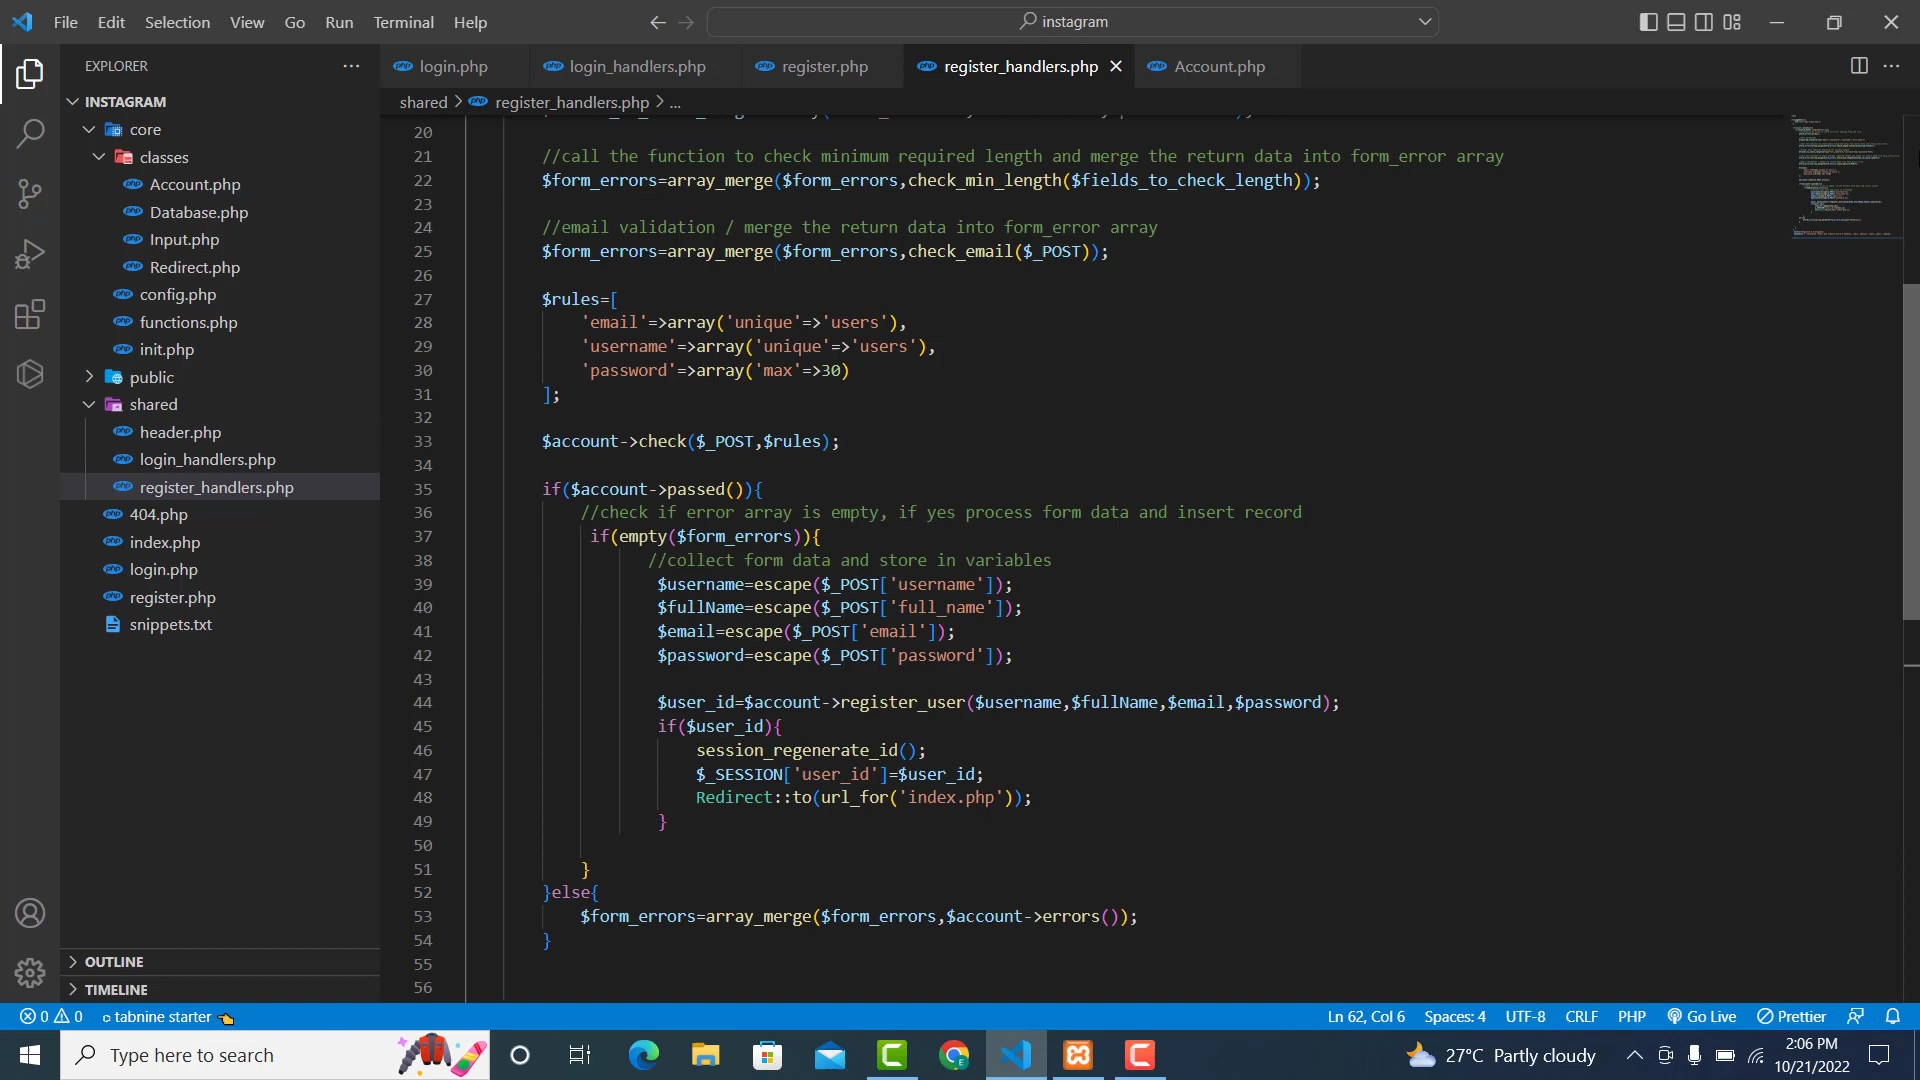 File Edit Selection View Go Run Terminal Help
instagram
EXPLORER
login.php
login_handlers.php
register.php
register_handlers.php
Account.php
INSTAGRAM
shared > register_handlers.php > ...
core
classes
Account.php
Database.php
Input.php
Redirect.php
config.php
functions.php
init.php
public
shared
header.php
login_handlers.php
register_handlers.php
404.php
index.php
login.php
register.php
snippets.txt
OUTLINE
TIMELINE
20
21 //call the function to check minimum required length and merge the return data into form_error array
22 $form_errors=array_merge($form_errors,check_min_length($fields_to_check_length));
23
24 //email validation / merge the return data into form_error array
25 $form_errors=array_merge($form_errors,check_email($_POST));
26
27 $rules=[
28 'email'=>array('unique'=>'users'),
29 'username'=>array('unique'=>'users'),
30 'password'=>array('max'=>30)
31 ];
32
33 $account->check($_POST,$rules);
34
35 if($account->passed()){
36 //check if error array is empty, if yes process form data and insert record
37 if(empty($form_errors)){
38 //collect form data and store in variables
39 $username=escape($_POST['username']);
40 $fullName=escape($_POST['full_name']);
41 $email=escape($_POST['email']);
42 $password=escape($_POST['password']);
43
44 $user_id=$account->register_user($username,$fullName,$email,$password);
45 if($user_id){
46 session_regenerate_id();
47 $_SESSION['user_id']=$user_id;
48 Redirect::to(url_for('index.php'));
49 }
50
51 }
52 }else{
53 $form_errors=array_merge($form_errors,$account->errors());
54 }
55
56
0 0 tabnine starter
Ln 62, Col 6 Spaces: 4 UTF-8 CRLF PHP Go Live Prettier
Type here to search
27°C Partly cloudy
2:06 PM
10/21/2022